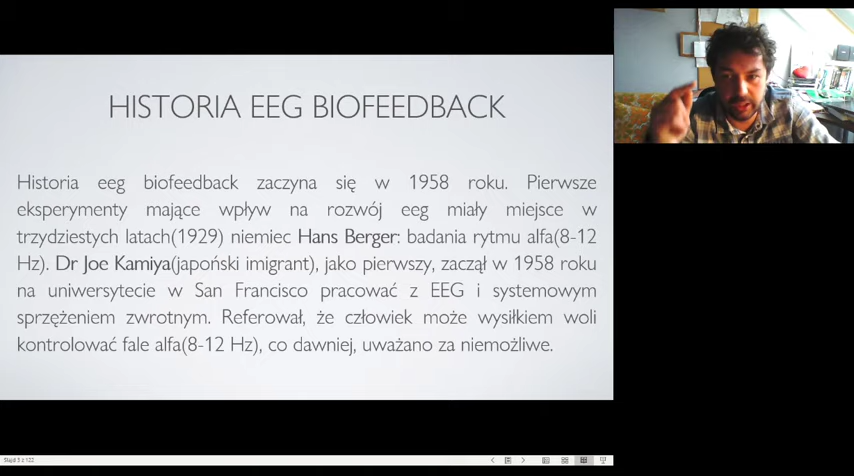 HISTORIA EEG BIOFEEDBACK
Historia eeg biofeedback zaczyna się w 1958 roku. Pierwsze
eksperymenty mające wpływ na rozwój eeg miały miejsce w
trzydziestych latach(1929) niemiec Hans Berger: badania rytmu alfa(8-12
Hz). Dr Joe Kamiya(japoński imigrant), jako pierwszy, zaczął w 1958 roku
na uniwersytecie w San Francisco pracować z EEG i systemowym
sprzężeniem zwrotnym. Referował, że człowiek może wysiłkiem woli
kontrolować fale alfa(8-12 Hz), co dawniej, uważano za niemożliwe.
Slajd 3 z 122